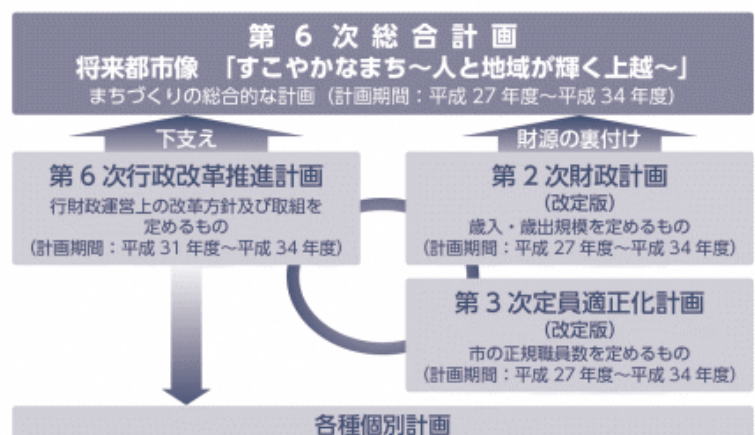 第 6 次 総 合 計 画
将来都市像 「すこやかなまち~人と地域が輝く上越~」
まちづくりの総合的な計画(計画期間:平成 27 年度~平成 34 年度)
下支え
財源の裏付け
第 6 次行政改革推進計画
行財政運営上の改革方針及び取組を
定めるもの
(計画期間:平成 31 年度~平成 34 年度)
第 2 次財政計画
(改定版)
歳入・歳出規模を定めるもの
(計画期間:平成 27 年度~平成 34 年度)
第 3 次定員適正化計画
(改定版)
市の正規職員数を定めるもの
(計画期間:平成 27 年度~平成 34 年度)
各種個別計画